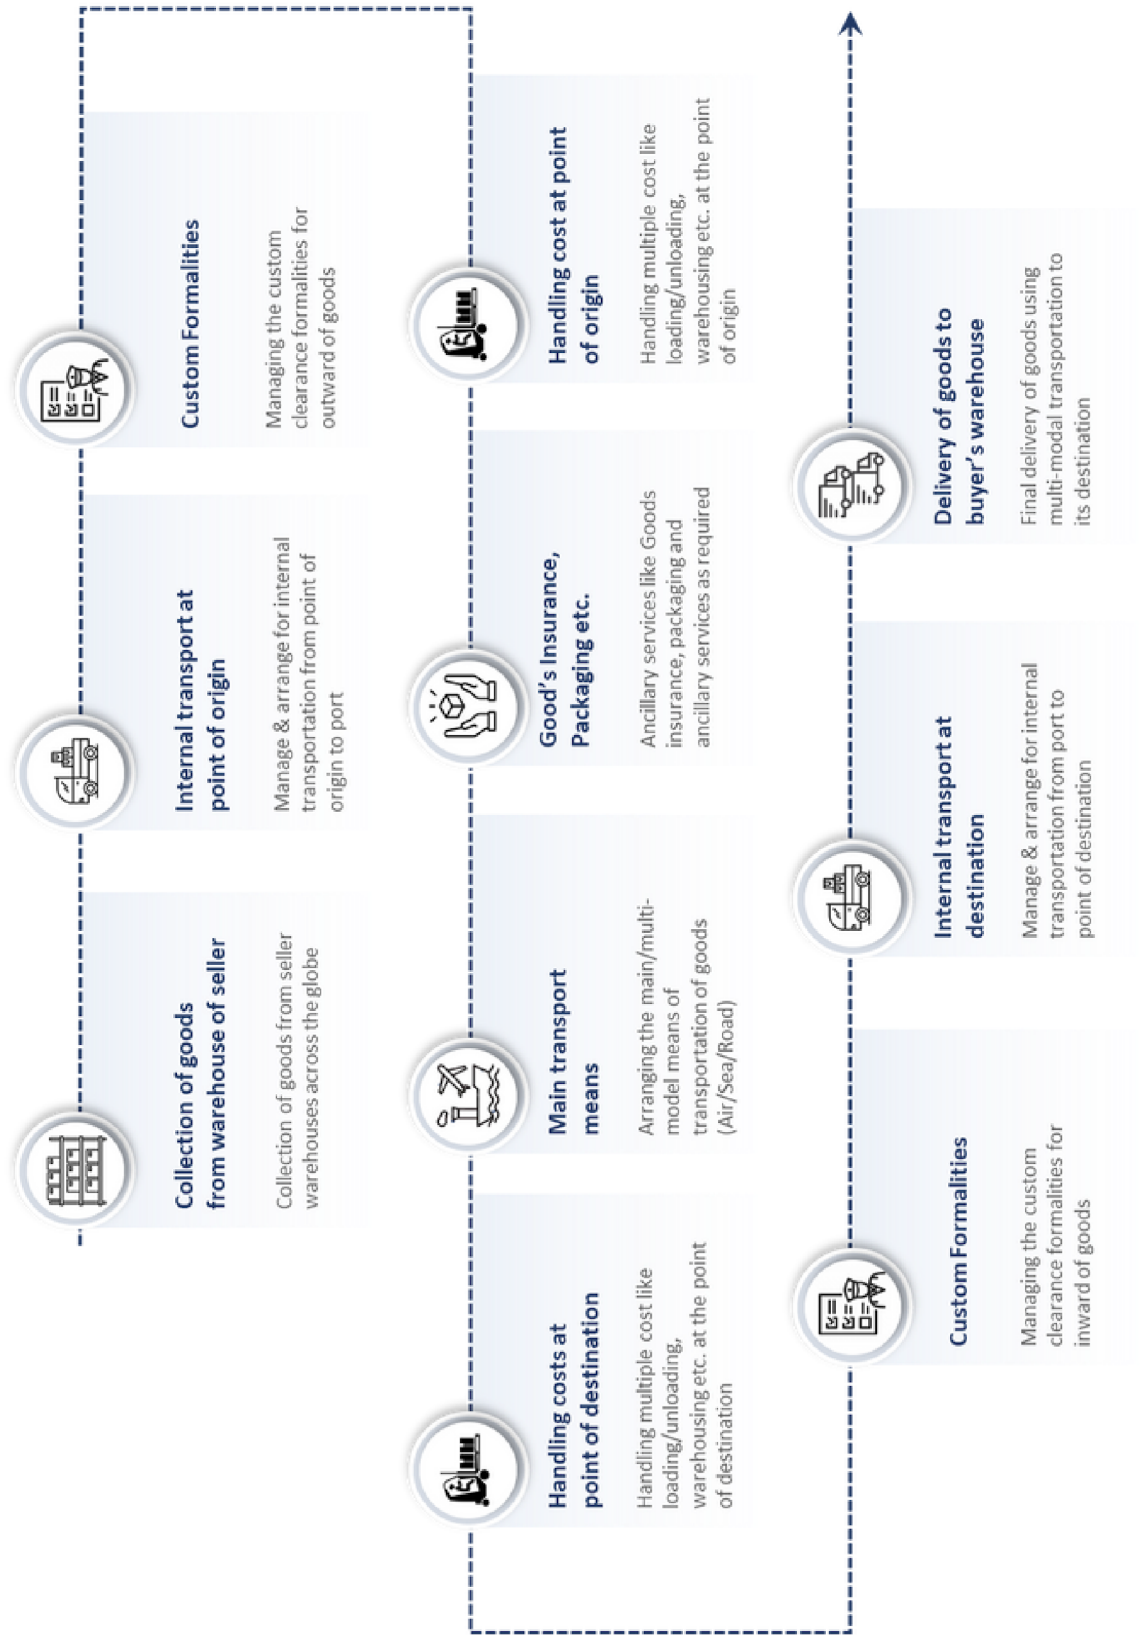 Collection of goods
from warehouse of seller
Collection of goods from seller
warehouses across the globe
Internal transport at
point of origin
Manage & arrange for internal
transportation from point of
origin to port
Custom Formalities
Managing the custom
clearance formalities for
outward of goods
Handling cost at point
of origin
Handling multiple cost like
loading/unloading,
warehousing etc. at the point
of origin
Good's Insurance,
Packaging etc.
Ancillary services like Goods
insurance, packaging and
ancillary services as required
Main transport
means
Arranging the main/multi-
model means of
transportation of goods
(Air/Sea/Road)
Handling costs at
point of destination
Handling multiple cost like
loading/unloading,
warehousing etc. at the point
of destination
Custom Formalities
Managing the custom
clearance formalities for
inward of goods
Internal transport at
destination
Manage & arrange for internal
transportation from port to
point of destination
Delivery of goods to
buyer's warehouse
Final delivery of goods using
multi-modal transportation to
its destination